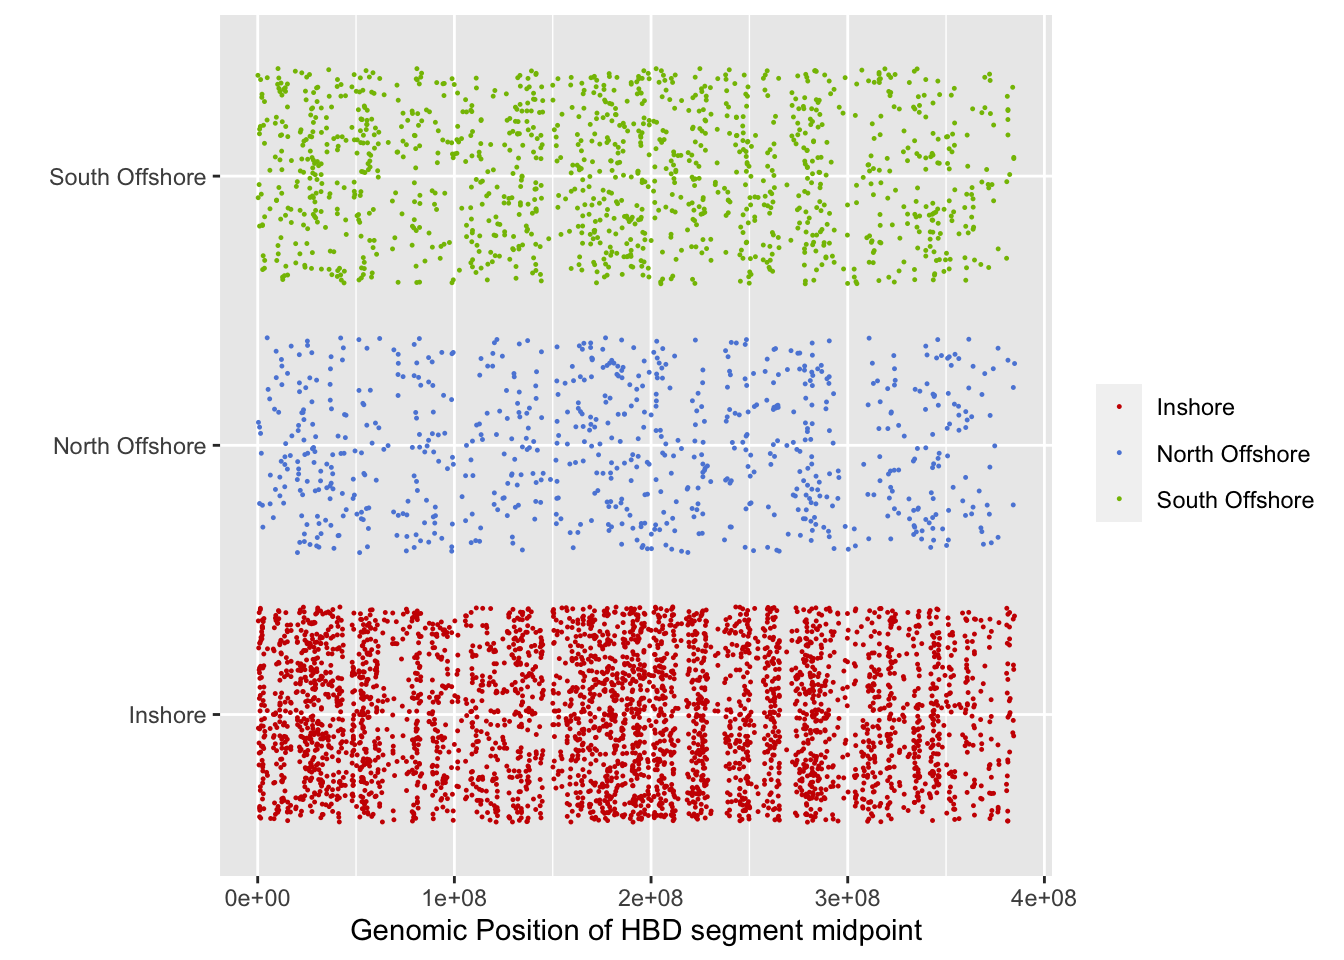 South Offshore
North Offshore
Inshore
0e+00
1e+08
2e+08
3e+08
4e+08
Genomic Position of HBD segment midpoint
Inshore
North Offshore
South Offshore